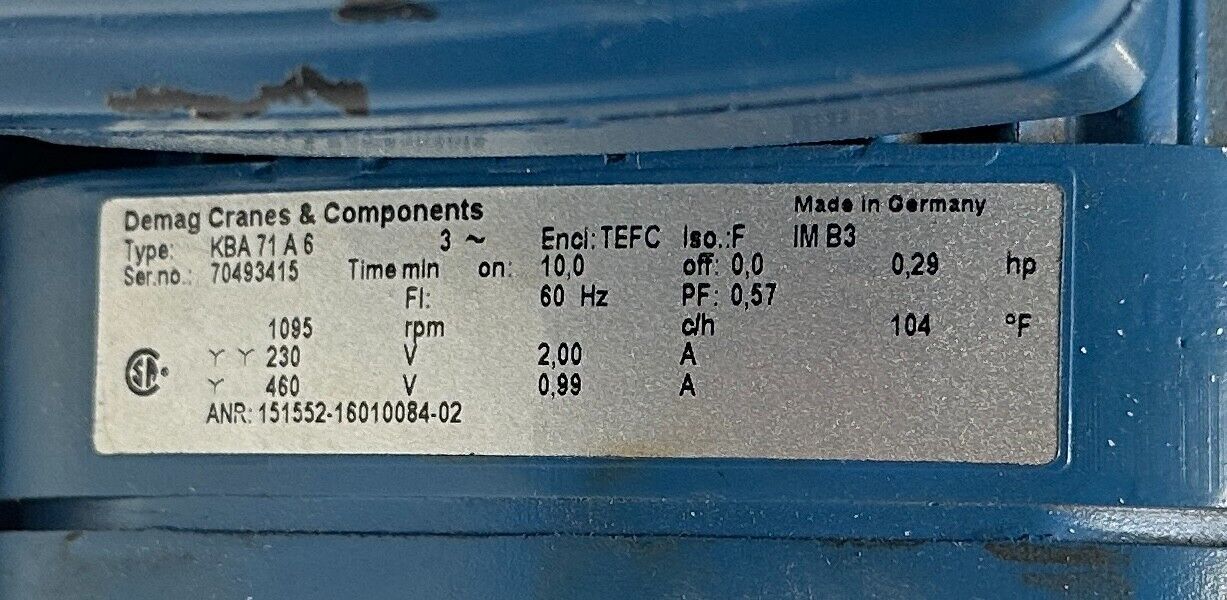 Demag Cranes & Components Made in Germany
Type: KBA 71 A 6 3 ~ Encl: TEFC Iso.:F IM B3
Ser.no.: 70493415 Time min on: 10,0 off: 0,0 0,29 hp
Fl: 60 Hz PF: 0,57
1095 rpm c/h 104 °F
YY 230 V 2,00 A
Y 460 V 0,99 A
ANR: 151552-16010084-02